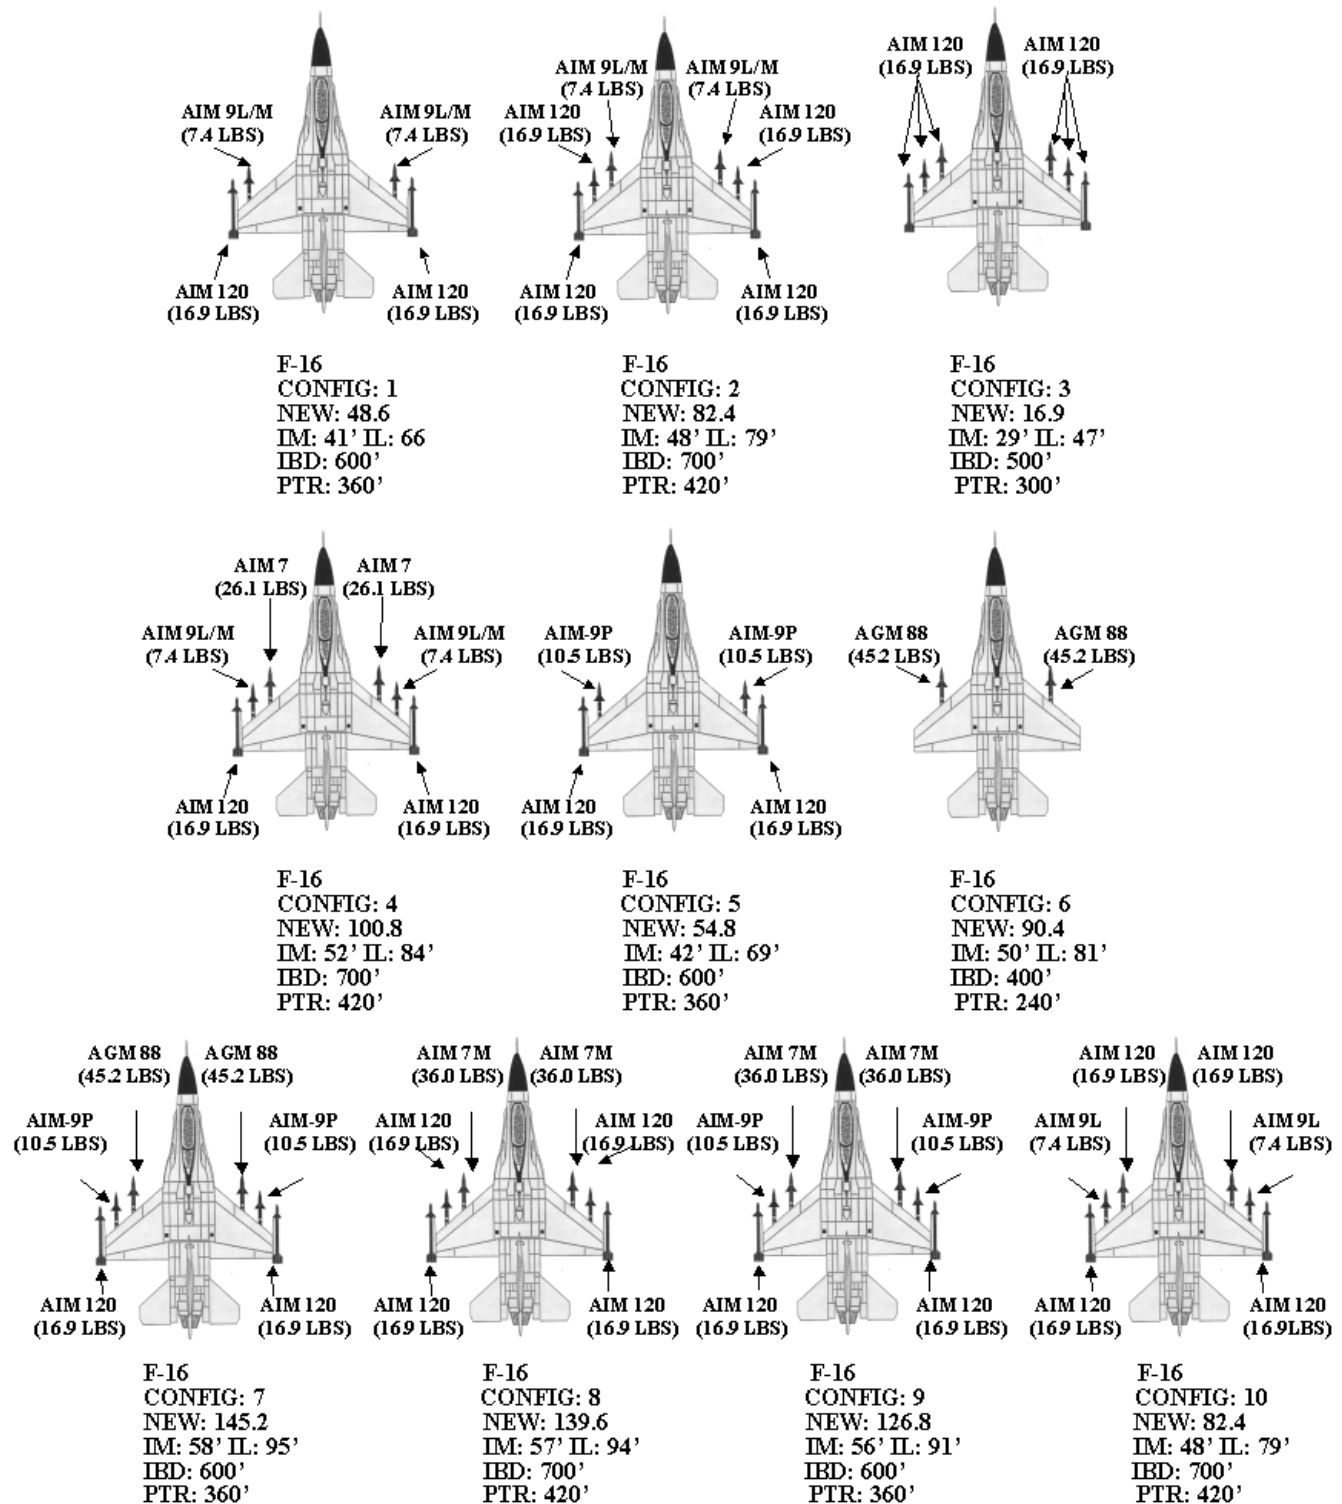 AIM 9L/M
(7.4 LBS)
AIM 9L/M
(7.4 LBS)
AIM 120
(16.9 LBS)
AIM 120
(16.9 LBS)
F-16
CONFIG: 1
NEW: 48.6
IM: 41’ IL: 66
IBD: 600’
PTR: 360’
AIM 9L/M
(7.4 LBS)
AIM 9L/M
(7.4 LBS)
AIM 120
(16.9 LBS)
AIM 120
(16.9 LBS)
AIM 120
(16.9 LBS)
AIM 120
(16.9 LBS)
F-16
CONFIG: 2
NEW: 82.4
IM: 48’ IL: 79’
IBD: 700’
PTR: 420’
AIM 120
(16.9 LBS)
AIM 120
(16.9 LBS)
F-16
CONFIG: 3
NEW: 16.9
IM: 29’ IL: 47’
IBD: 500’
PTR: 300’
AIM 7
(26.1 LBS)
AIM 7
(26.1 LBS)
AIM 9L/M
(7.4 LBS)
AIM 9L/M
(7.4 LBS)
AIM 120
(16.9 LBS)
AIM 120
(16.9 LBS)
F-16
CONFIG: 4
NEW: 100.8
IM: 52’ IL: 84’
IBD: 700’
PTR: 420’
AIM-9P
(10.5 LBS)
AIM-9P
(10.5 LBS)
AIM 120
(16.9 LBS)
AIM 120
(16.9 LBS)
F-16
CONFIG: 5
NEW: 54.8
IM: 42’ IL: 69’
IBD: 600’
PTR: 360’
AGM 88
(45.2 LBS)
AGM 88
(45.2 LBS)
F-16
CONFIG: 6
NEW: 90.4
IM: 50’ IL: 81’
IBD: 400’
PTR: 240’
AGM 88
(45.2 LBS)
AGM 88
(45.2 LBS)
AIM-9P
(10.5 LBS)
AIM-9P
(10.5 LBS)
AIM 120
(16.9 LBS)
AIM 120
(16.9 LBS)
F-16
CONFIG: 7
NEW: 145.2
IM: 58’ IL: 95’
IBD: 600’
PTR: 360’
AIM 7M
(36.0 LBS)
AIM 7M
(36.0 LBS)
AIM 120
(16.9 LBS)
AIM 120
(16.9 LBS)
AIM 120
(16.9 LBS)
AIM 120
(16.9 LBS)
F-16
CONFIG: 8
NEW: 139.6
IM: 57’ IL: 94’
IBD: 700’
PTR: 420’
AIM 7M
(36.0 LBS)
AIM 7M
(36.0 LBS)
AIM-9P
(10.5 LBS)
AIM-9P
(10.5 LBS)
AIM 120
(16.9 LBS)
AIM 120
(16.9 LBS)
F-16
CONFIG: 9
NEW: 126.8
IM: 56’ IL: 91’
IBD: 600’
PTR: 360’
AIM 120
(16.9 LBS)
AIM 120
(16.9 LBS)
AIM 9L
(7.4 LBS)
AIM 9L
(7.4 LBS)
AIM 120
(16.9 LBS)
AIM 120
(16.9LBS)
F-16
CONFIG: 10
NEW: 82.4
IM: 48’ IL: 79’
IBD: 700’
PTR: 420’